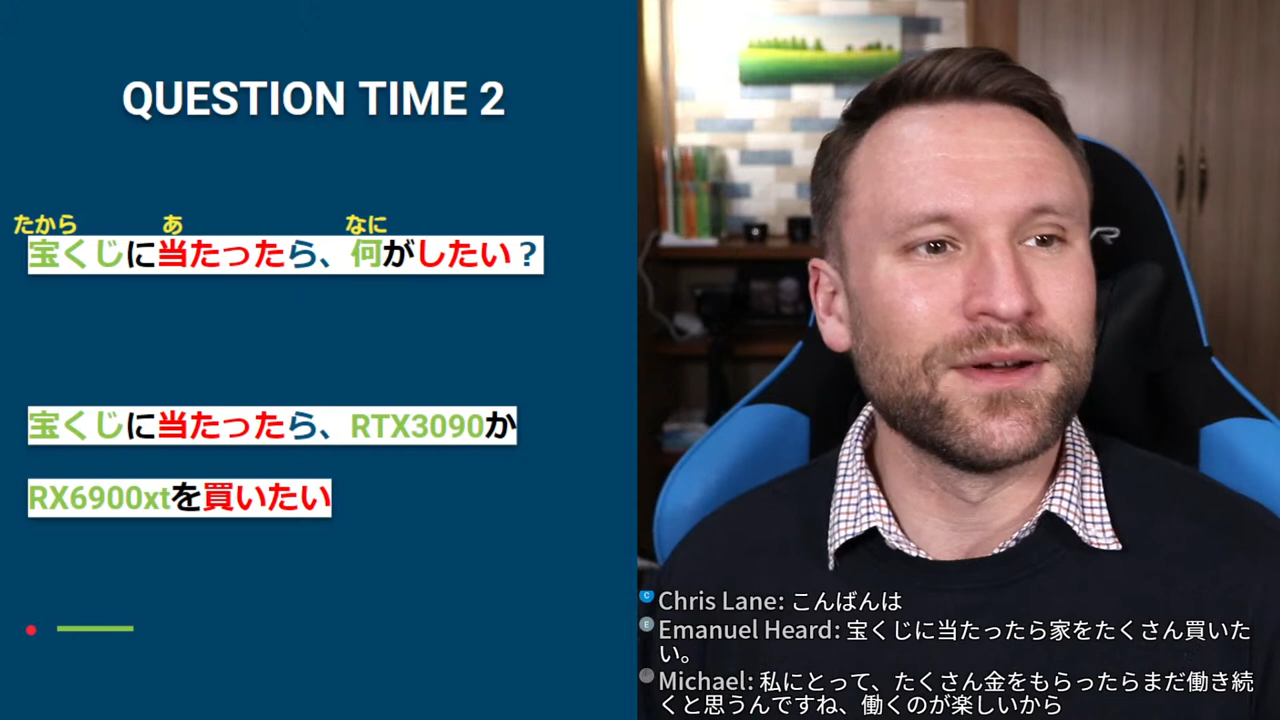 QUESTION TIME 2
たから あ なに
宝くじに当たったら、何がしたい？
宝くじに当たったら、RTX3090か
RX6900xtを買いたい
Chris Lane: こんばんは
Emanuel Heard: 宝くじに当たったら家をたくさん買いた
い。
Michael: 私にとって、たくさん金をもらったらまだ働き続
くと思うんですね、働くのが楽しいから